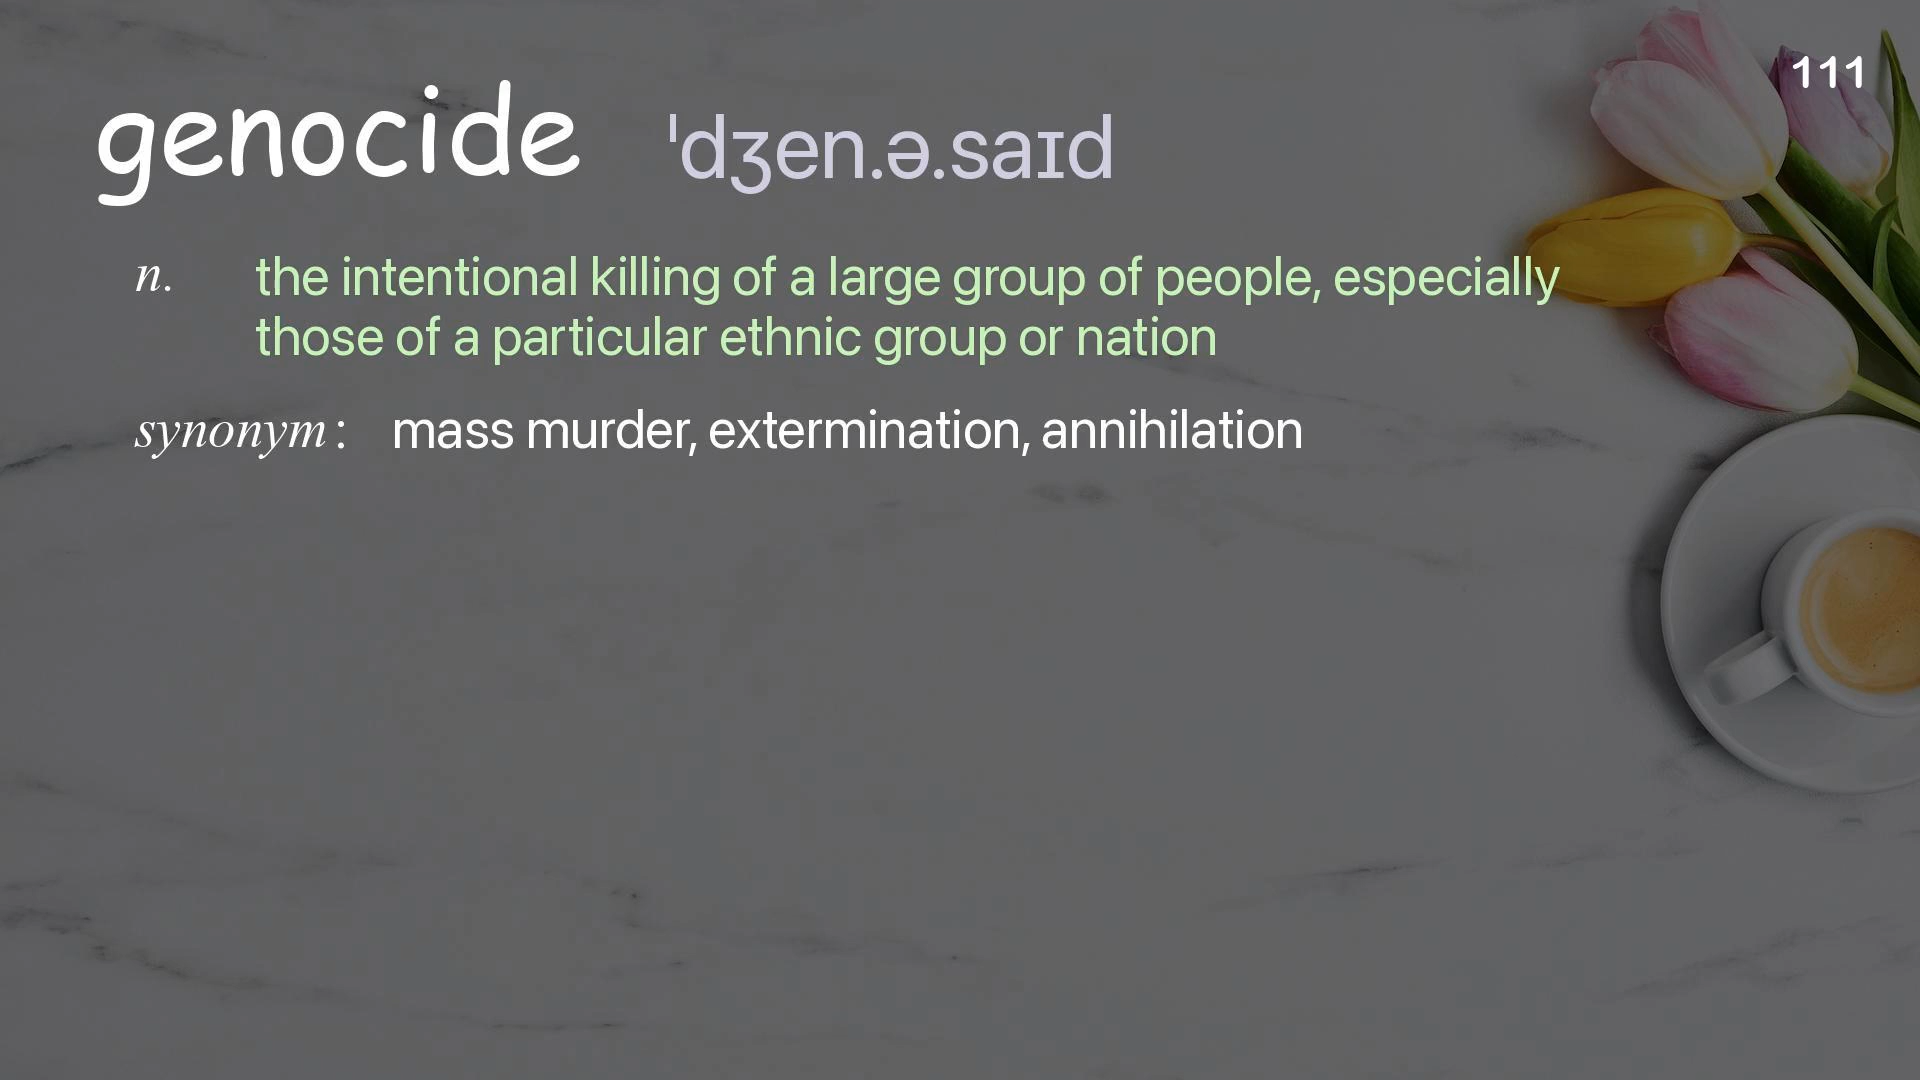 111
genocide ˈdʒen.ə.saɪd
n. the intentional killing of a large group of people, especially
those of a particular ethnic group or nation
synonym : mass murder, extermination, annihilation